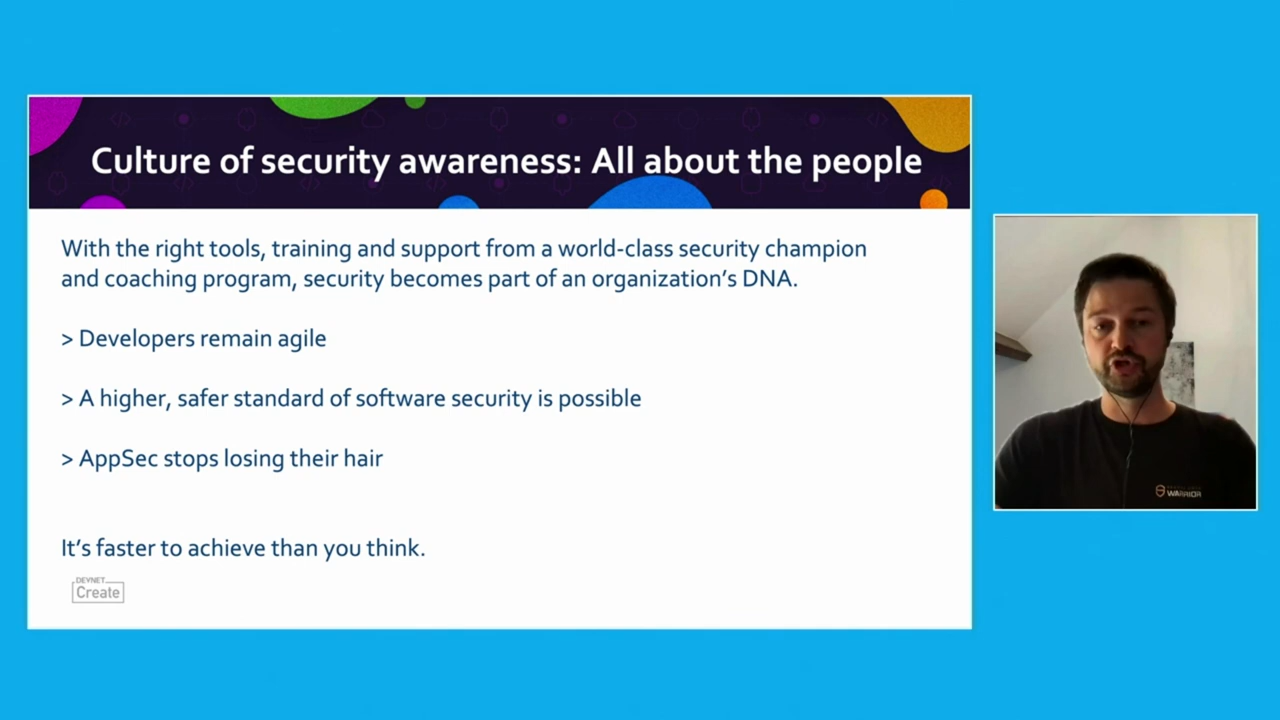 Culture of security awareness: All about the people
With the right tools, training and support from a world-class security champion
and coaching program, security becomes part of an organization's DNA.
> Developers remain agile
> A higher, safer standard of software security is possible
> AppSec stops losing their hair
It's faster to achieve than you think.
DEVNET
Create
WARRIOR